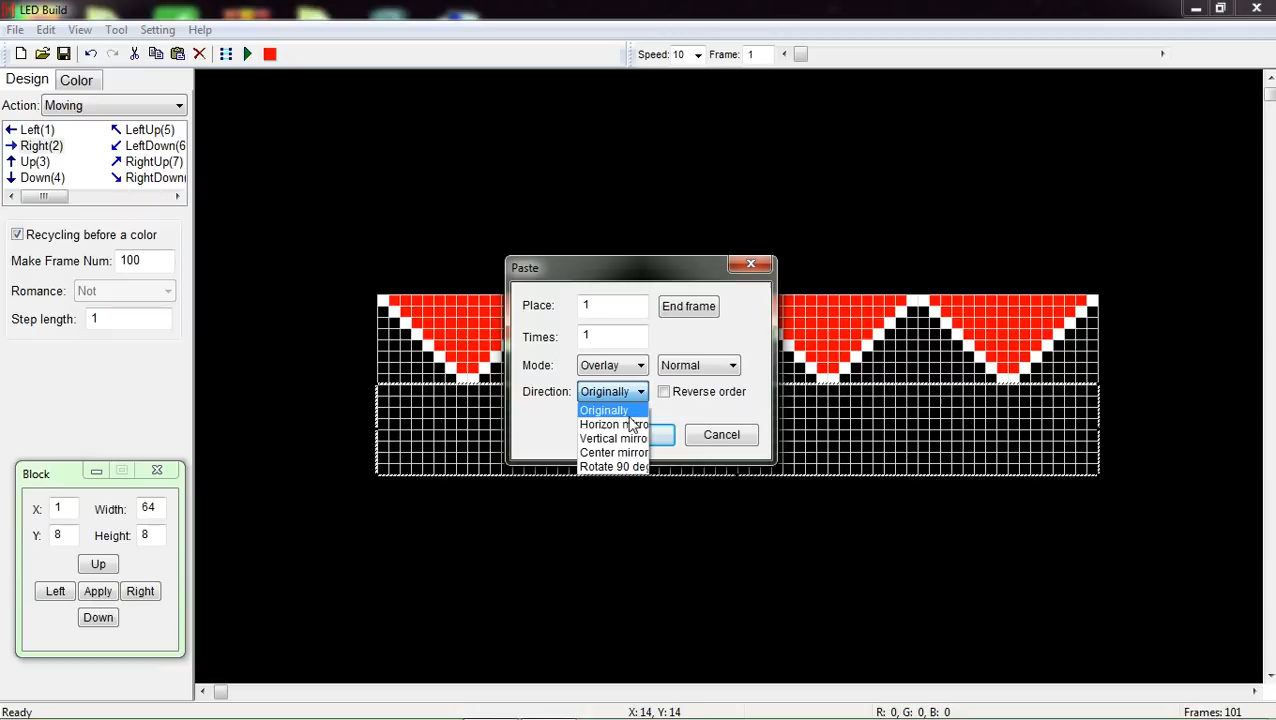 LED Build
File Edit View Tool Setting Help
Speed: 10 Frame: 1
Design Color
Action: Moving
Left(1) LeftUp(5)
Right(2) LeftDown(6
Up(3) RightUp(7)
Down(4) RightDown
Recycling before a color
Make Frame Num: 100
Romance: Not
Step length: 1
Paste
Place: 1 End frame
Times: 1
Mode: Overlay Normal
Direction: Originally Reverse order
Originally
Horizon mirro
Vertical mirro
Center mirror
Rotate 90 deg
Cancel
Block
X: 1 Width: 64
Y: 8 Height: 8
Up
Left Apply Right
Down
Ready X: 14, Y: 14 R: 0, G: 0, B: 0 Frames: 101